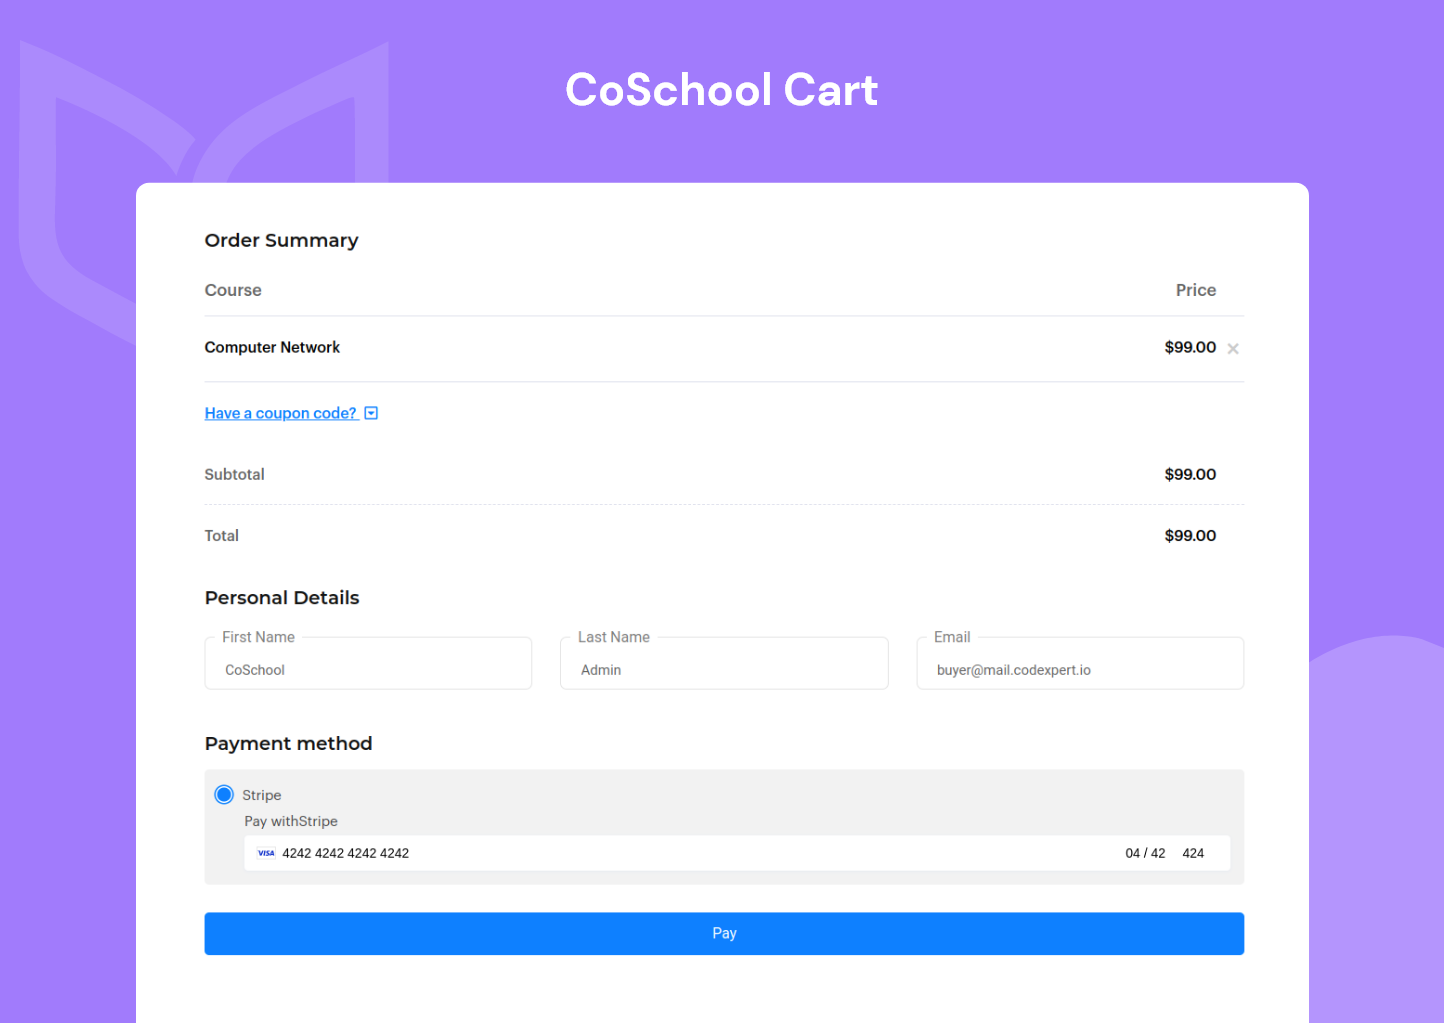 CoSchool Cart
Order Summary
Course Price
Computer Network $99.00 ×
Have a coupon code?
Subtotal $99.00
Total $99.00
Personal Details
First Name Last Name Email
CoSchool Admin buyer@mail.codexpert.io
Payment method
Stripe
Pay withStripe
VISA 4242 4242 4242 4242 04 / 42 424
Pay